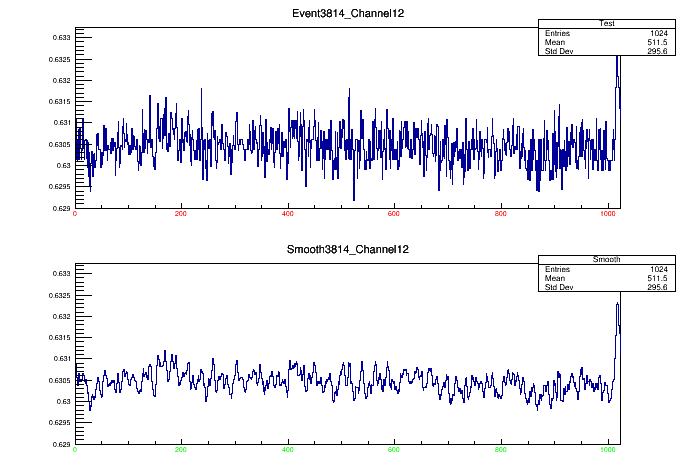 Event3814_Channel12
Test
Entries 1024
Mean 511.5
Std Dev 295.6
0.633
0.6325
0.632
0.6315
0.631
0.6305
0.63
0.6295
0.629
0 200 400 600 800 1000
Smooth3814_Channel12
Smooth
Entries 1024
Mean 511.5
Std Dev 295.6
0.633
0.6325
0.632
0.6315
0.631
0.6305
0.63
0.6295
0.629
0 200 400 600 800 1000